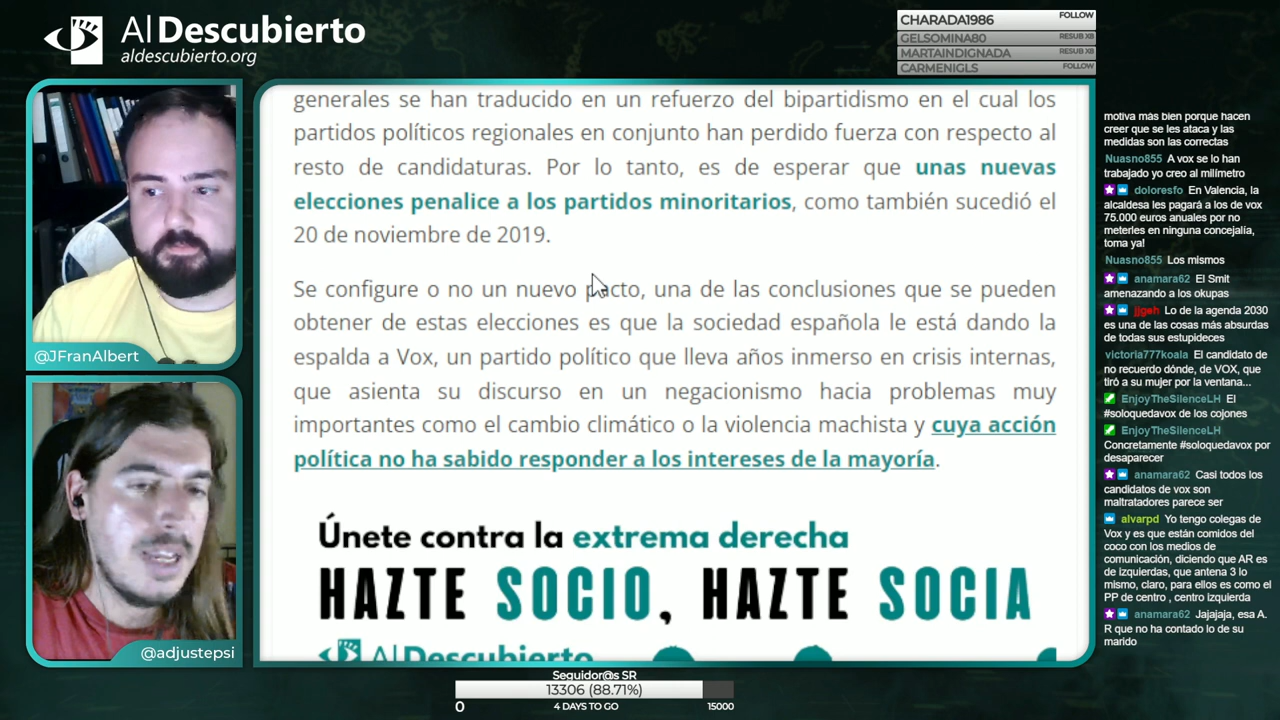 Al Descubierto
aldescubierto.org
CHARADA1986 FOLLOW
GELSOMINA80 RESUB X8
MARTAINDIGNADA RESUB X8
CARMENIGLS FOLLOW
@JFranAlbert
@adjustepsi
generales se han traducido en un refuerzo del bipartidismo en el cual los
partidos políticos regionales en conjunto han perdido fuerza con respecto al
resto de candidaturas. Por lo tanto, es de esperar que unas nuevas
elecciones penalice a los partidos minoritarios, como también sucedió el
20 de noviembre de 2019.
Se configure o no un nuevo pacto, una de las conclusiones que se pueden
obtener de estas elecciones es que la sociedad española le está dando la
espalda a Vox, un partido político que lleva años inmerso en crisis internas,
que asienta su discurso en un negacionismo hacia problemas muy
importantes como el cambio climático o la violencia machista y cuya acción
política no ha sabido responder a los intereses de la mayoría.
Únete contra la extrema derecha
HAZTE SOCIO, HAZTE SOCIA
Al Descubierto
Seguidor@s SR
13306 (88.71%)
0 4 DAYS TO GO 15000
motiva más bien porque hacen
creer que se les ataca y las
medidas son las correctas
Nuasno855 A vox se lo han
trabajado yo creo al milímetro
doloresfo En Valencia, la
alcaldesa les pagará a los de vox
75.000 euros anuales por no
meterles en ninguna concejalía,
toma ya!
Nuasno855 Los mismos
anamara62 El Smit
amenazando a los okupas
jjgeh Lo de la agenda 2030
es una de las cosas más absurdas
de todas sus estupideces
victoria777koala El candidato de
no recuerdo dónde, de VOX, que
tiró a su mujer por la ventana...
EnjoyTheSilenceLH El
#soloquedavox de los cojones
EnjoyTheSilenceLH
Concretamente #soloquedavox por
desaparecer
anamara62 Casi todos los
candidatos de vox son
maltratadores parece ser
alvarpd Yo tengo colegas de
Vox y es que están comidos del
coco con los medios de
comunicación, diciendo que AR es
de izquierdas, que antena 3 lo
mismo, claro, para ellos es como el
PP de centro , centro izquierda
anamara62 Jajajaja, esa A.
R que no ha contado lo de su
marido